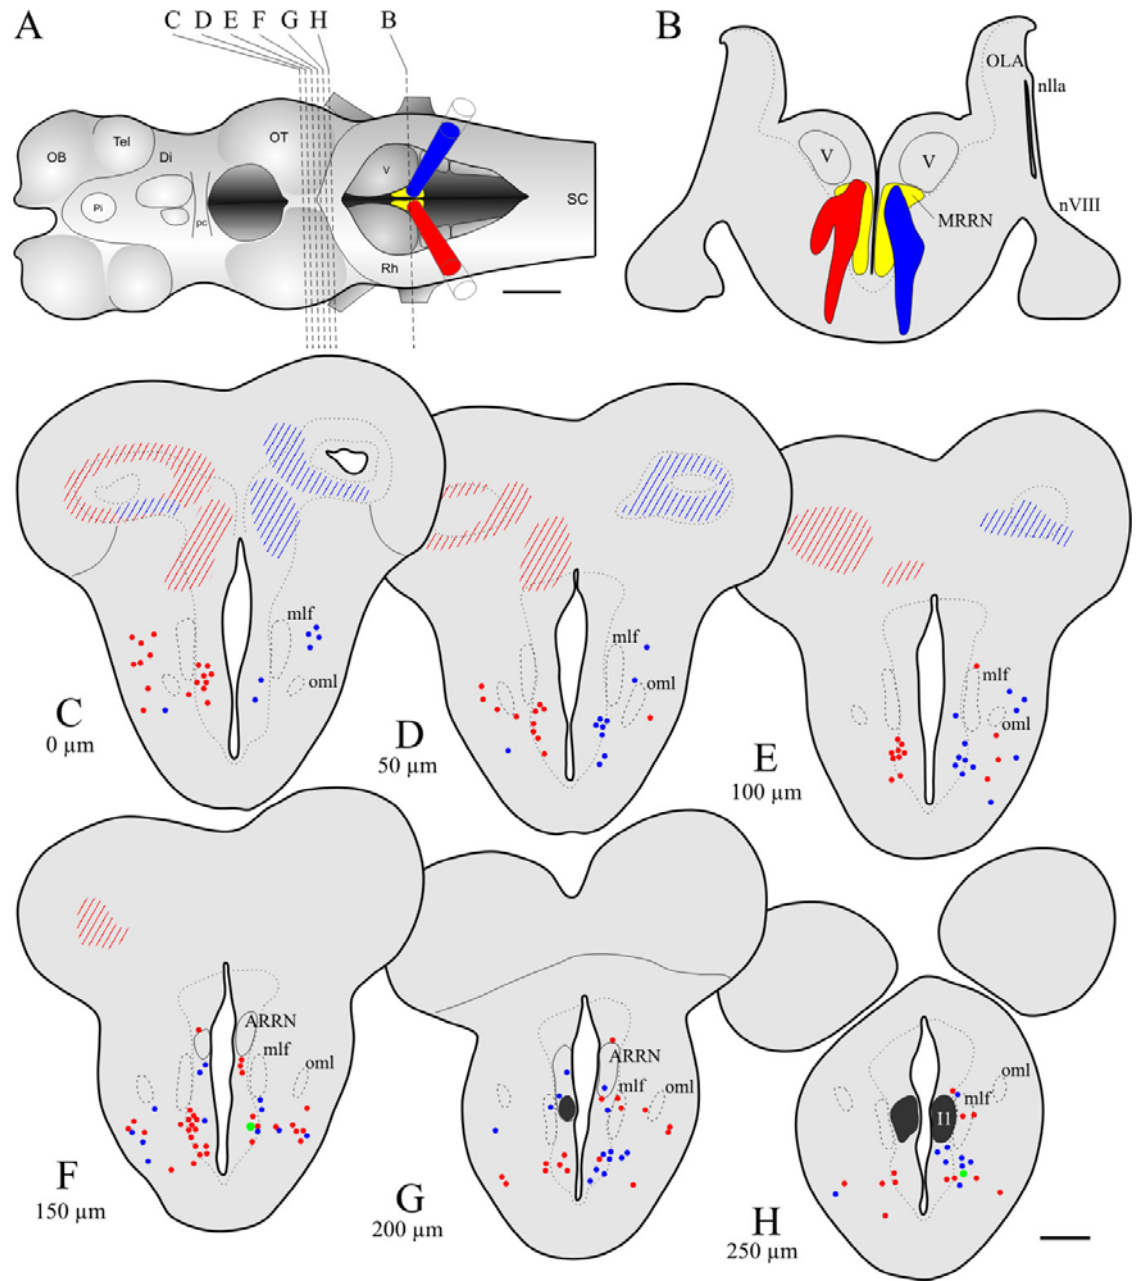 A
C D E F G H B
B
OB
Tel
Di
OT
Pi
pc
V
Rh
SC
OLA
nlla
V
V
nVIII
MRRN
mlf
oml
C
0 µm
mlf
oml
D
50 µm
mlf
oml
E
100 µm
ARRN
mlf
oml
F
150 µm
ARRN
mlf
oml
G
200 µm
oml
mlf
I1
H
250 µm